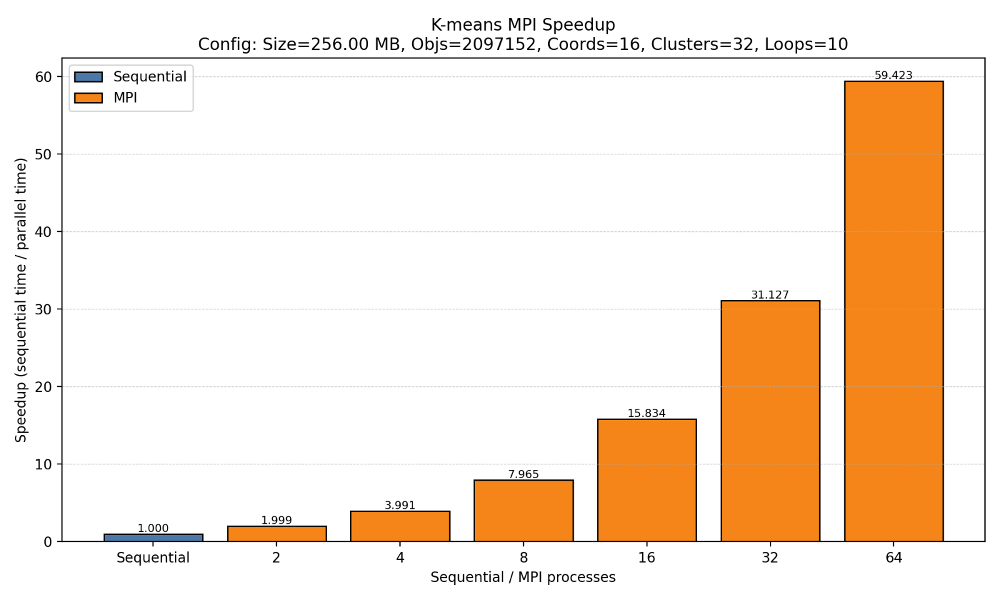 K-means MPI Speedup
Config: Size=256.00 MB, Objs=2097152, Coords=16, Clusters=32, Loops=10
Sequential
MPI
Speedup (sequential time / parallel time)
60
50
40
30
20
10
0
1.000
1.999
3.991
7.965
15.834
31.127
59.423
Sequential
2
4
8
16
32
64
Sequential / MPI processes